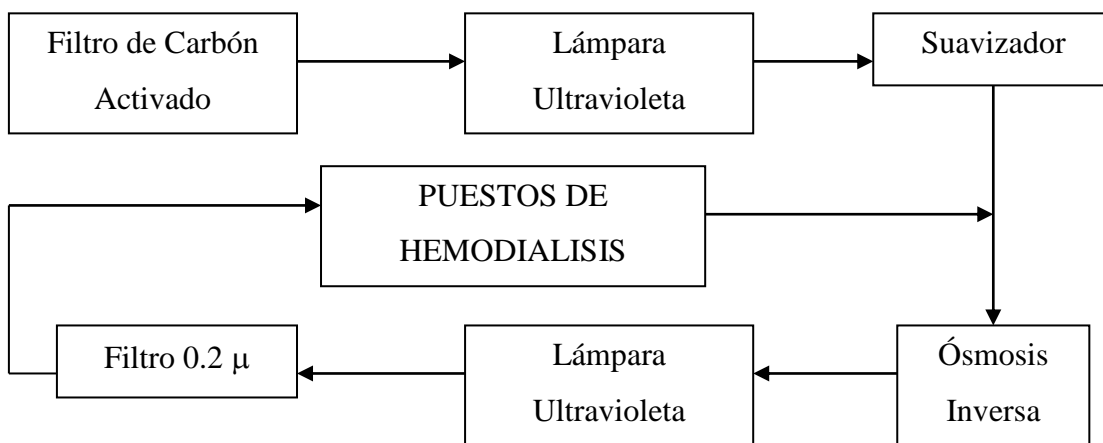 Filtro de Carbón
Activado
Lámpara
Ultravioleta
Suavizador
PUESTOS DE
HEMODIALISIS
Filtro 0.2 µ
Lámpara
Ultravioleta
Ósmosis
Inversa